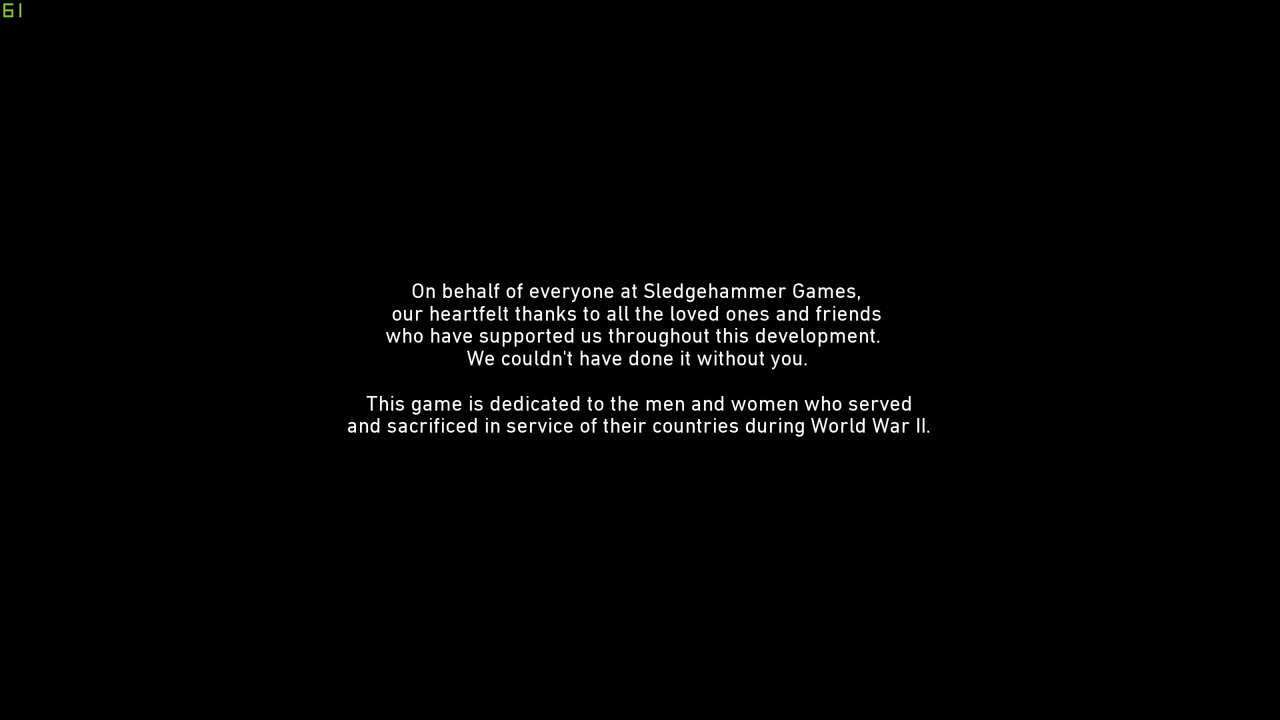 61
On behalf of everyone at Sledgehammer Games,
our heartfelt thanks to all the loved ones and friends
who have supported us throughout this development.
We couldn't have done it without you.
This game is dedicated to the men and women who served
and sacrificed in service of their countries during World War II.